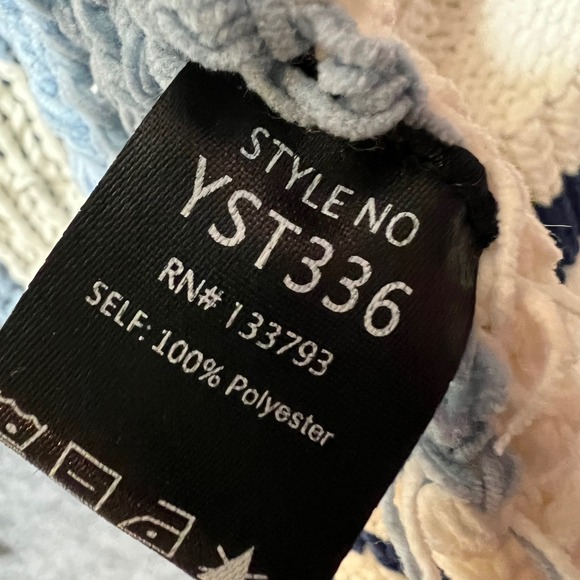 STYLE NO
YST336
RN# 133793
SELF: 100% Polyester